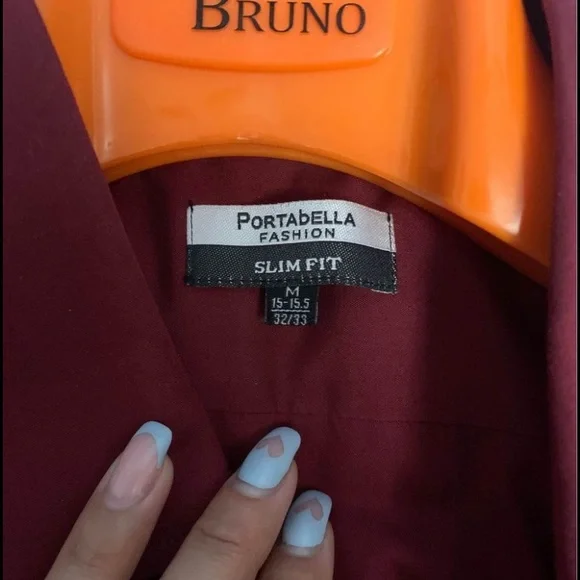 BRUNO
PORTABELLA
FASHION
SLIM FIT
M
15-15.5
32/33